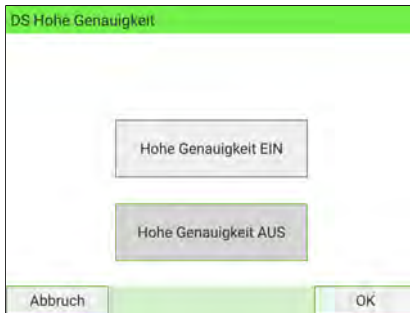 DS Hohe Genauigkeit
Hohe Genauigkeit EIN
Hohe Genauigkeit AUS
Abbruch
OK